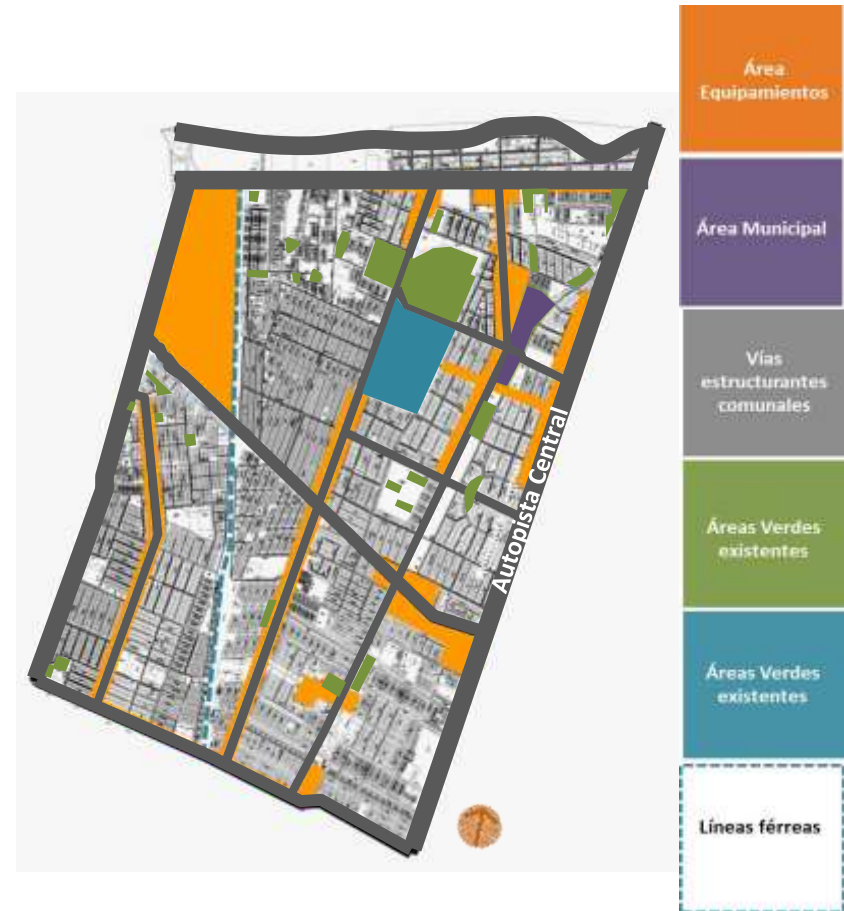 Área
Equipamientos
Área Municipal
Vías
estructurantes
comunales
Áreas Verdes
existentes
Áreas Verdes
existentes
Líneas férreas
Autopista Central